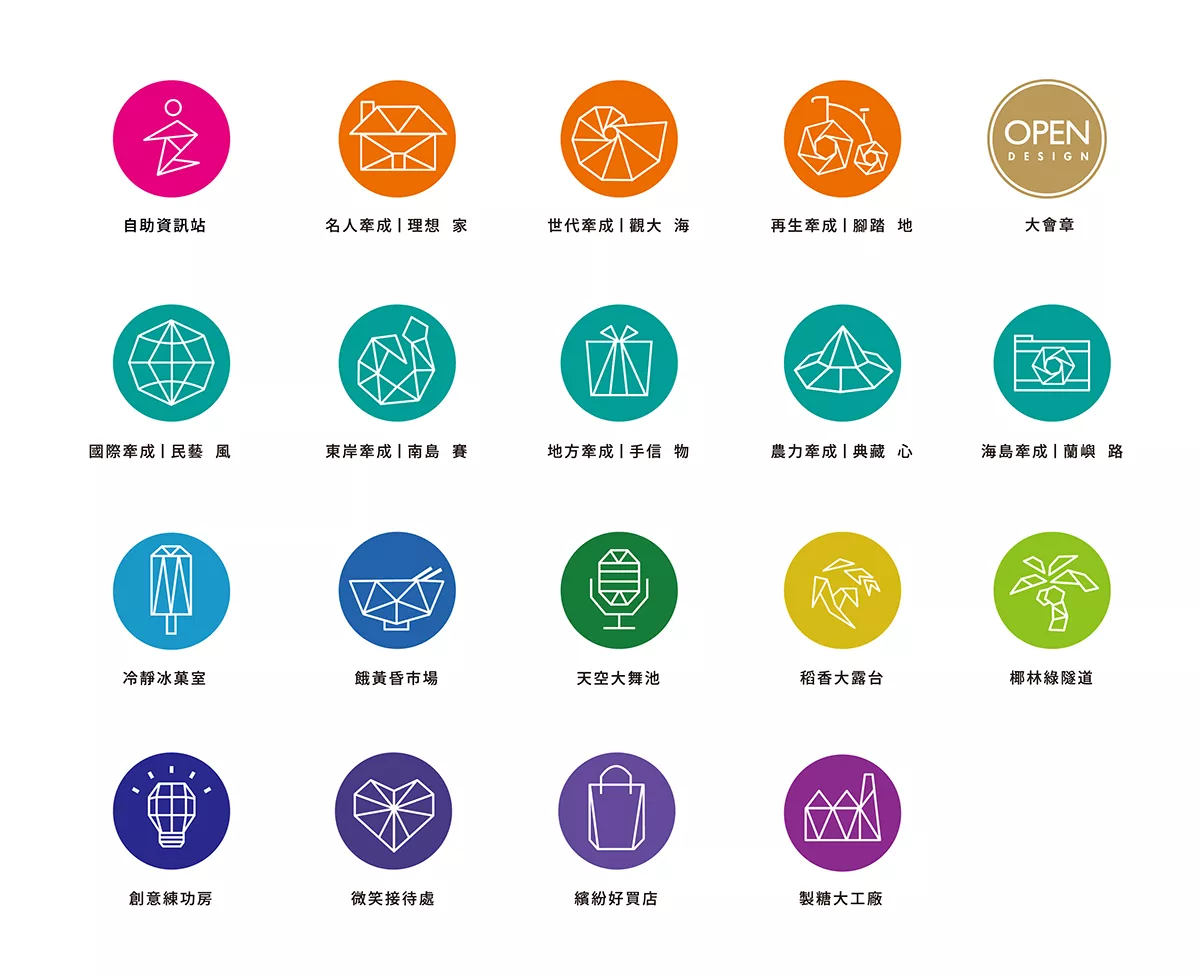 OPEN
DESIGN
自助資訊站
名人牽成|理想 家
世代牽成|觀大 海
再生牽成|腳踏 地
大會章
國際牽成|民藝 風
東岸牽成|南島 賽
地方牽成|手信 物
農力牽成|典藏 心
海島牽成|蘭嶼 路
冷靜冰菓室
餓黃昏市場
天空大舞池
稻香大露台
椰林綠隧道
創意練功房
微笑接待處
繽紛好買店
製糖大工廠